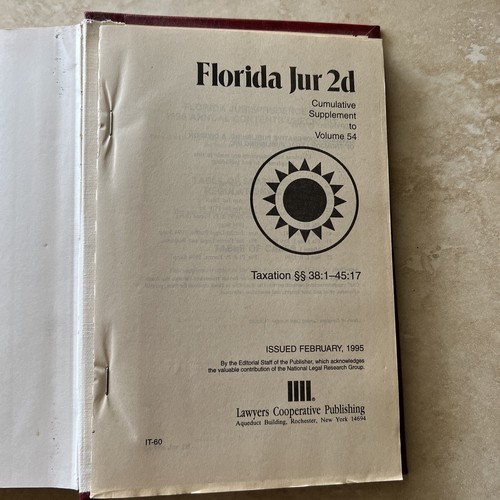 Florida Jur 2d
Cumulative
Supplement
to
Volume 54
Taxation §§ 38:1–45:17
ISSUED FEBRUARY, 1995
By the Editorial Staff of the Publisher, which acknowledges
the valuable contribution of the National Legal Research Group.
®
Lawyers Cooperative Publishing
Aqueduct Building, Rochester, New York 14694
IT-60